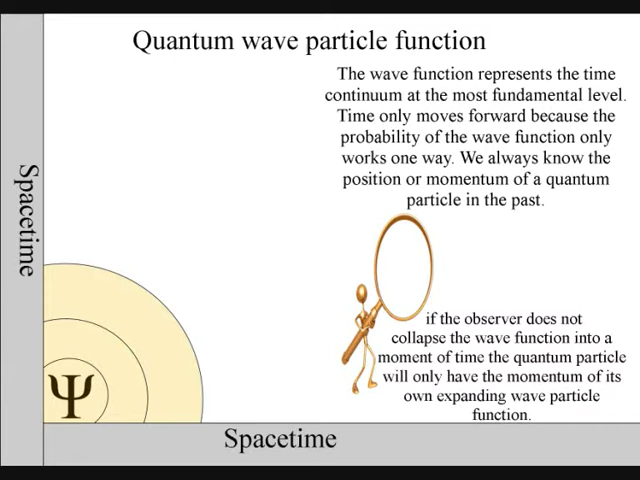 Quantum wave particle function
The wave function represents the time
continuum at the most fundamental level.
Time only moves forward because the
probability of the wave function only
works one way. We always know the
position or momentum of a quantum
particle in the past.
Spacetime
if the observer does not
collapse the wave function into a
moment of time the quantum particle
will only have the momentum of its
own expanding wave particle
function.
Ψ
Spacetime